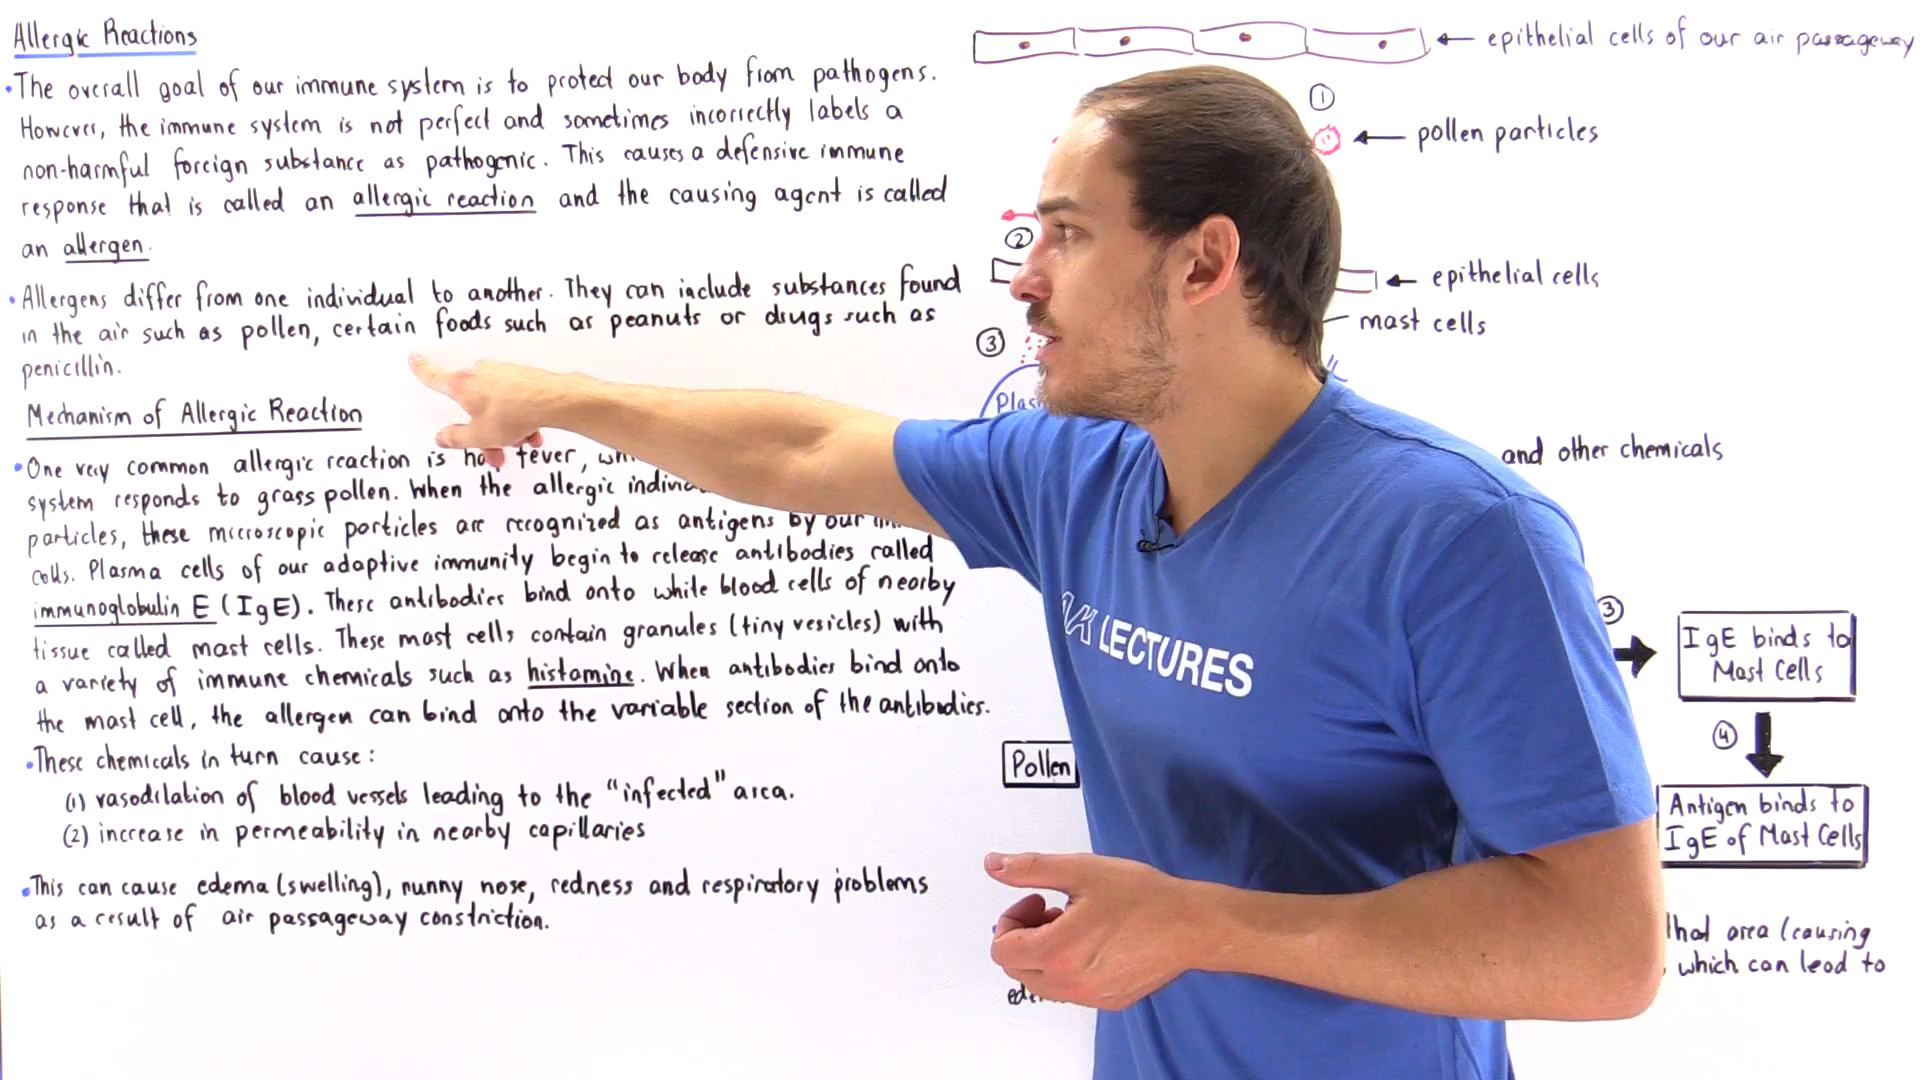 Allergic Reactions
• The overall goal of our immune system is to protect our body from pathogens.
However, the immune system is not perfect and sometimes incorrectly labels a
non-harmful foreign substance as pathogenic. This causes a defensive immune
response that is called an allergic reaction and the causing agent is called
an allergen.
• Allergens differ from one individual to another. They can include substances found
in the air such as pollen, certain foods such as peanuts or drugs such as
penicillin.
Mechanism of Allergic Reaction
• One very common allergic reaction is hay fever,
system responds to grass pollen. When the allergic
particles, these microscopic particles are recognized as antigens by our
cells. Plasma cells of our adaptive immunity begin to release antibodies called
immunoglobulin E (IgE). These antibodies bind onto white blood cells of nearby
tissue called mast cells. These mast cells contain granules (tiny vesicles) with
a variety of immune chemicals such as histamine. When antibodies bind onto
the mast cell, the allergen can bind onto the variable section of the antibodies.
• These chemicals in turn cause:
(1) vasodilation of blood vessels leading to the "infected" area.
(2) increase in permeability in nearby capillaries
• This can cause edema (swelling), runny nose, redness and respiratory problems
as a result of air passageway constriction.
epithelial cells of our air passageway
1
pollen particles
2
epithelial cells
mast cells
3
Plas
and other chemicals
LECTURES
3
IgE binds to
Mast Cells
4
Pollen
Antigen binds to
IgE of Mast Cells
that area (causing
, which can lead to